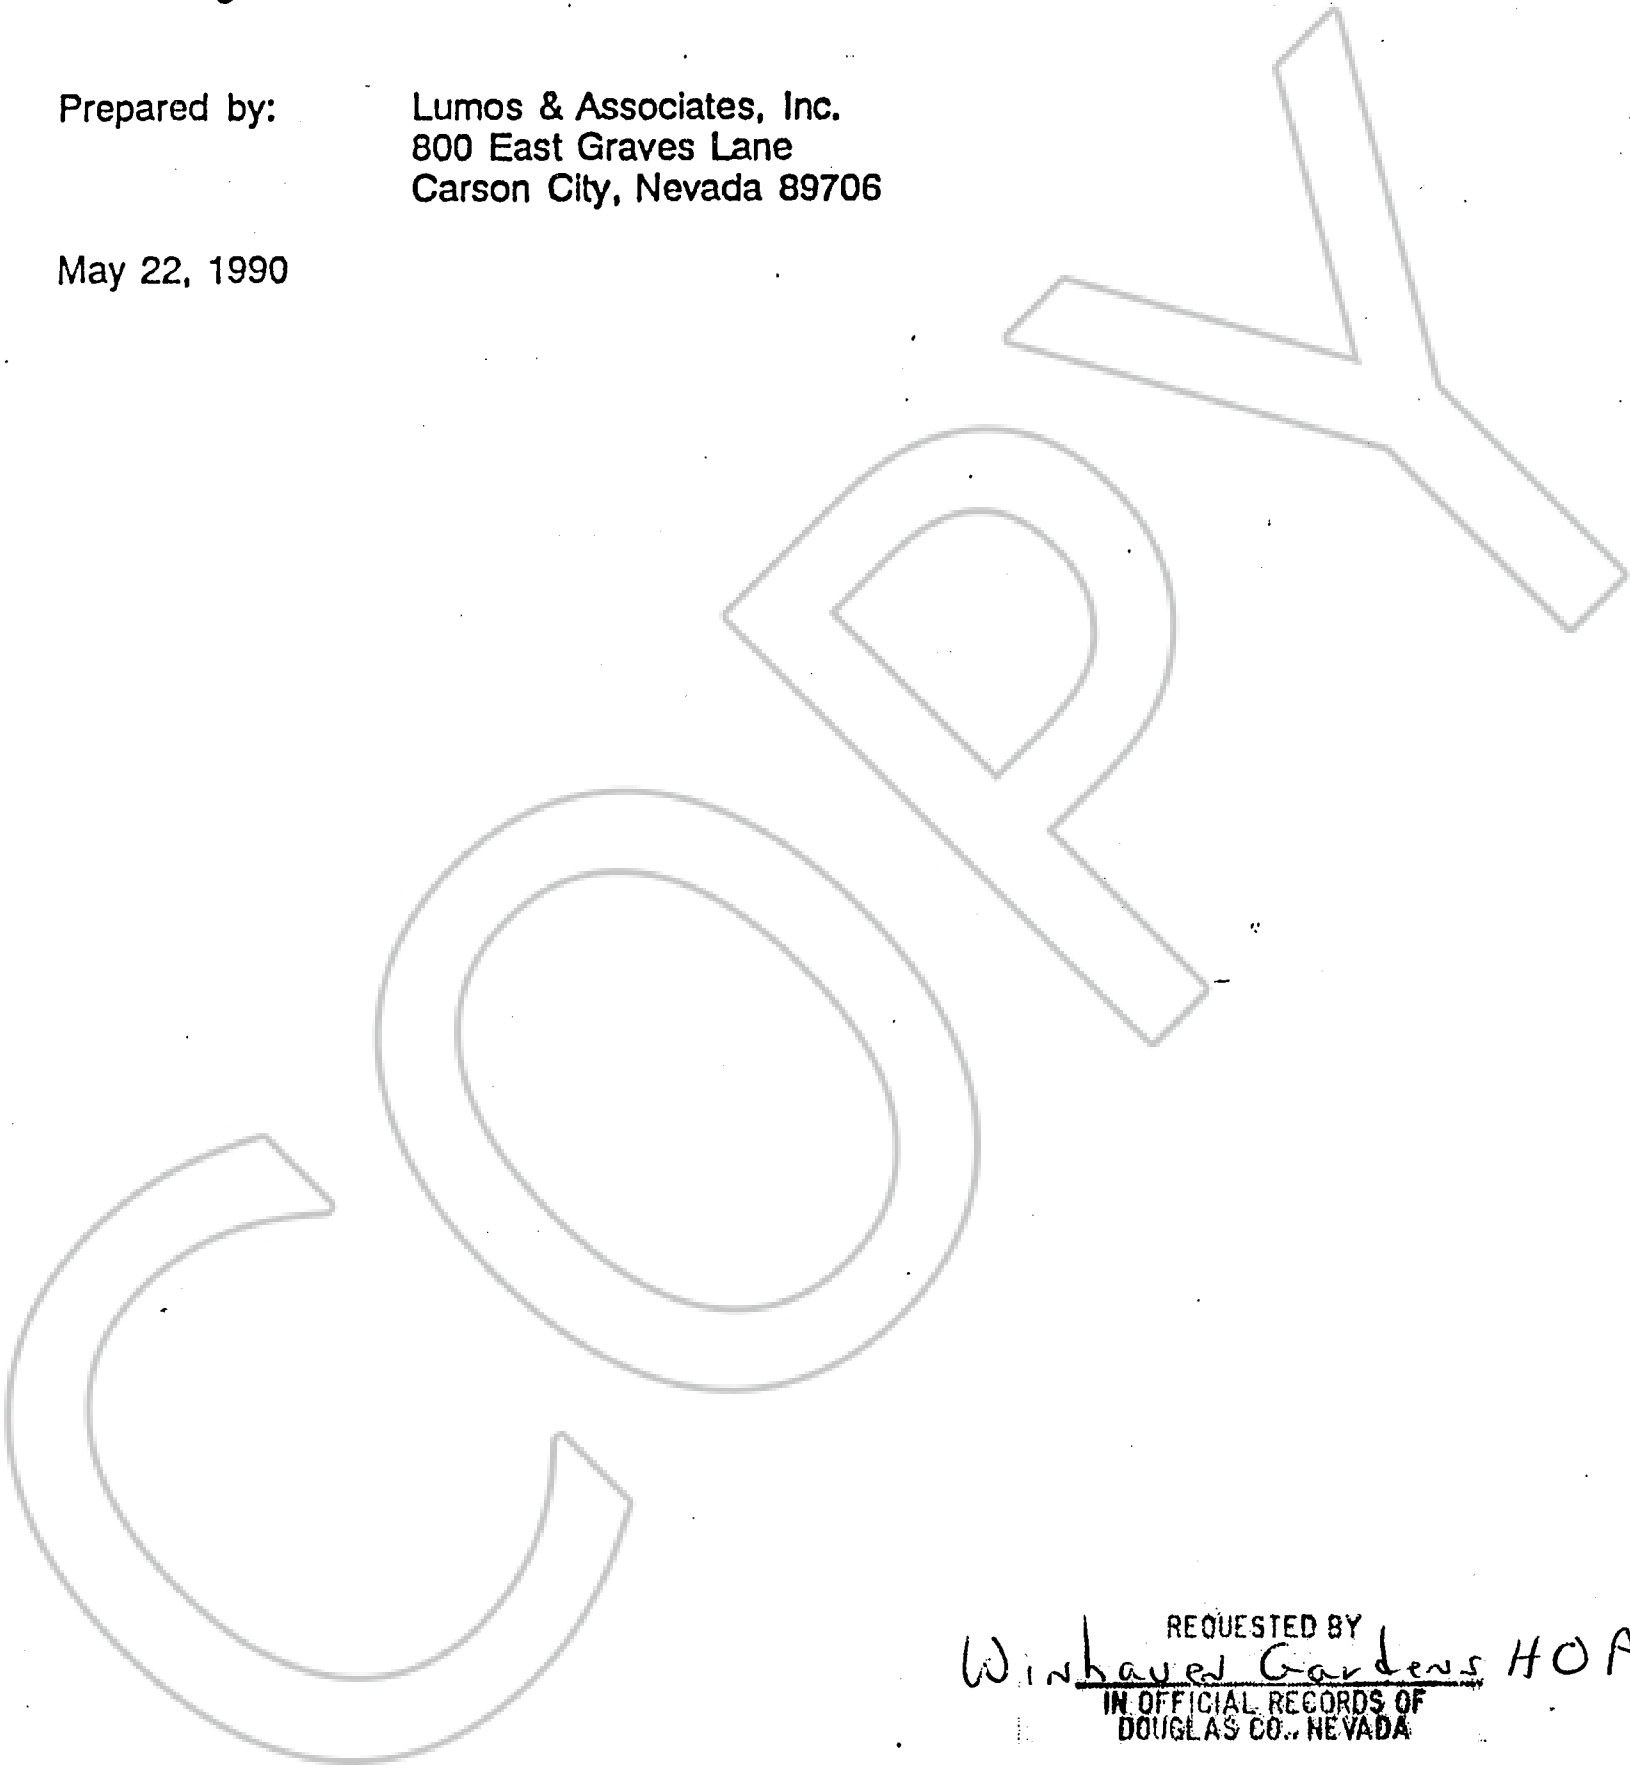 Prepared by: Lumos & Associates, Inc.
800 East Graves Lane
Carson City, Nevada 89706
May 22, 1990
COPY
REQUESTED BY
Winhaven Gardens HOA
IN OFFICIAL RECORDS OF
DOUGLAS CO., NEVADA